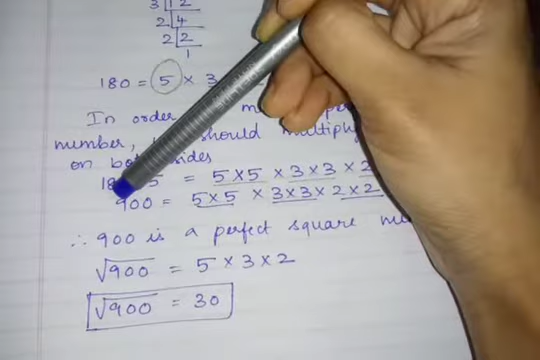 3 12
2 4
2 2
1
180 = 5 × 3
In order
number, should multiply
on both sides
= 5×5 × 3×3 × 2
900 = 5×5 × 3×3 × 2×2
∴ 900 is a perfect square
√900 = 5 × 3 × 2
√900 = 30